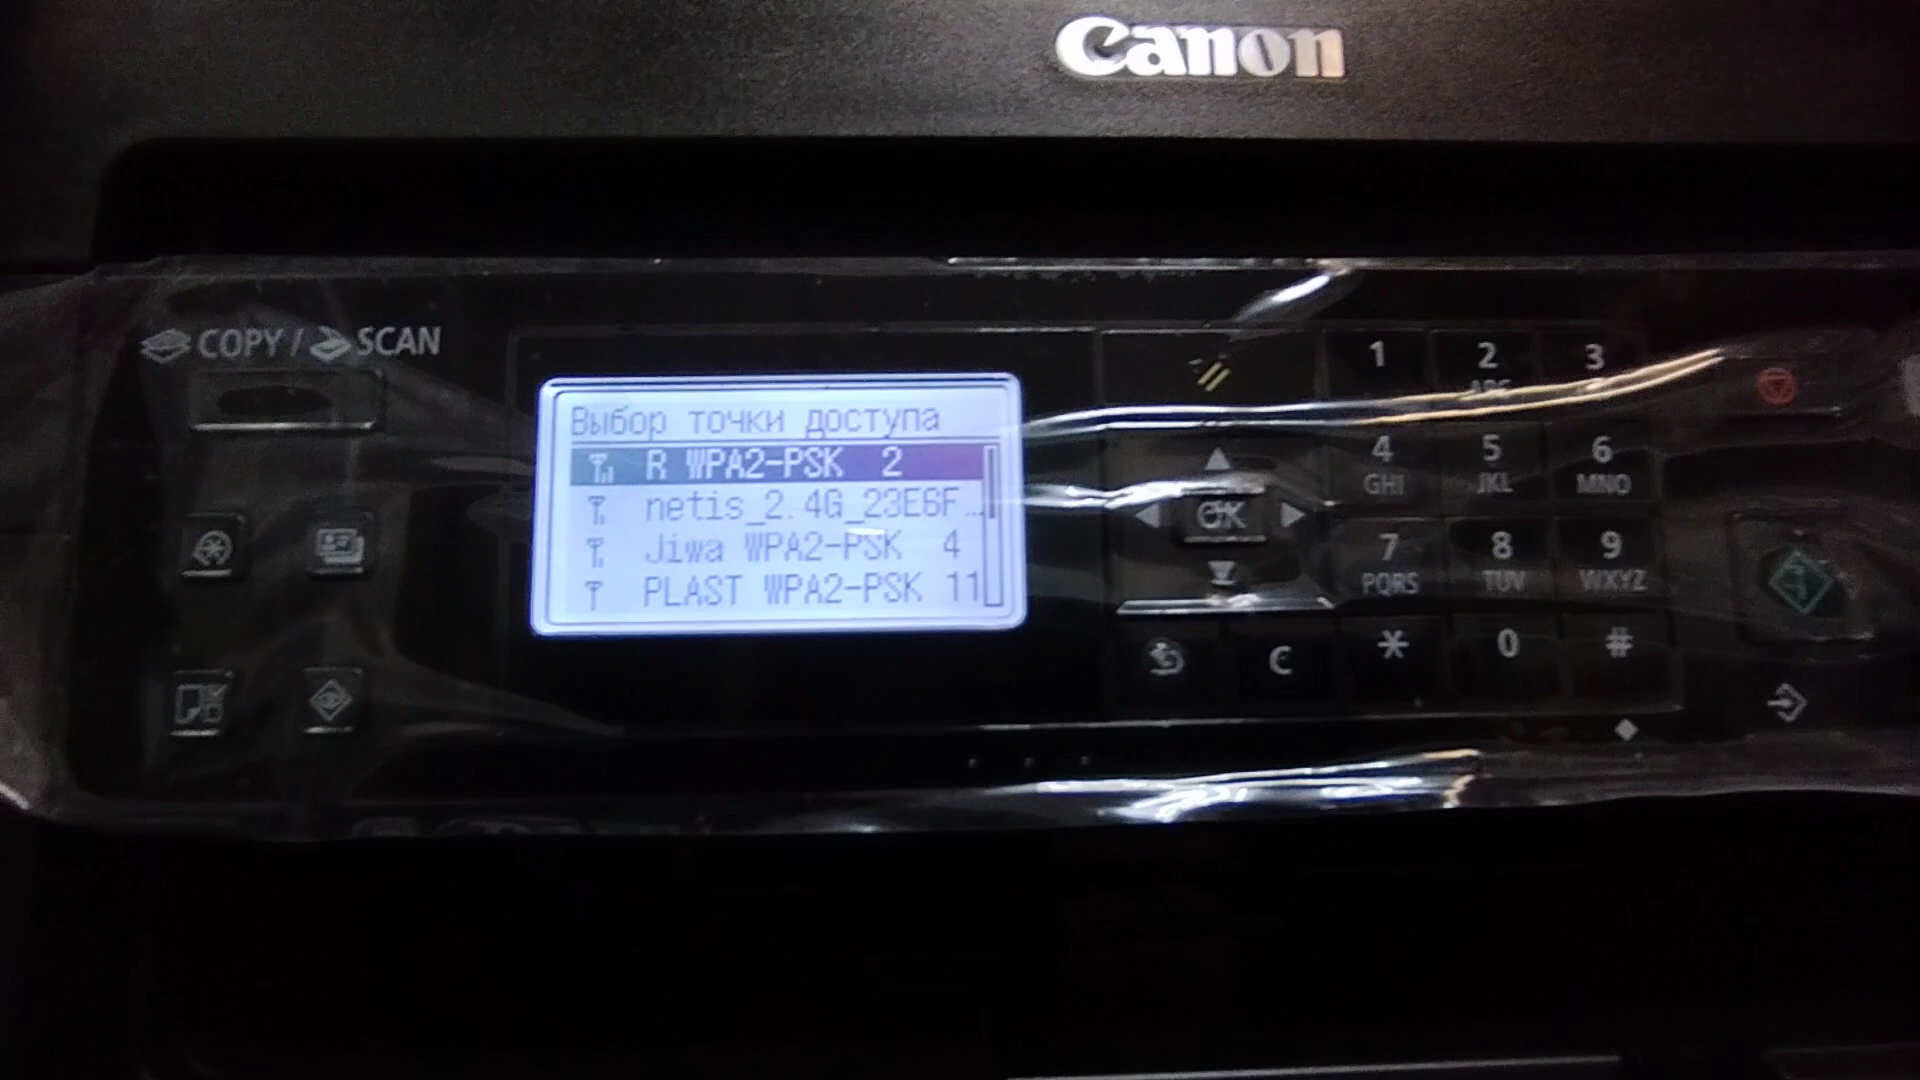 Canon
COPY / SCAN
Выбор точки доступа
R WPA2-PSK 2
netis_2.4G_23E6F…
Jiwa WPA2-PSK 4
PLAST WPA2-PSK 11
1 2 3
ABC
4 5 6
GHI JKL MNO
OK
7 8 9
PQRS TUV WXYZ
C * 0 #